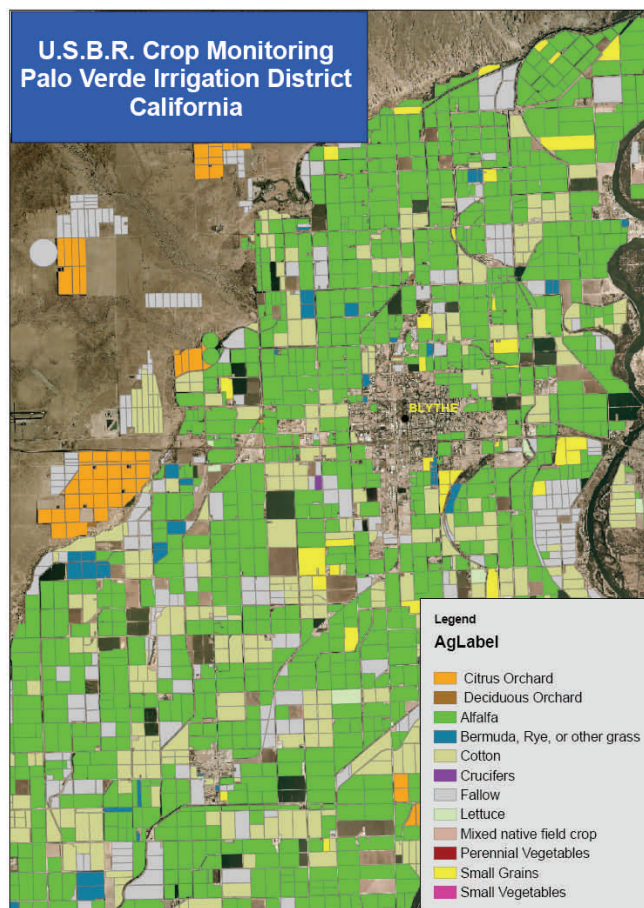 U.S.B.R. Crop Monitoring
Palo Verde Irrigation District
California
BLYTHE
Legend
AgLabel
Citrus Orchard
Deciduous Orchard
Alfalfa
Bermuda, Rye, or other grass
Cotton
Crucifers
Fallow
Lettuce
Mixed native field crop
Perennial Vegetables
Small Grains
Small Vegetables